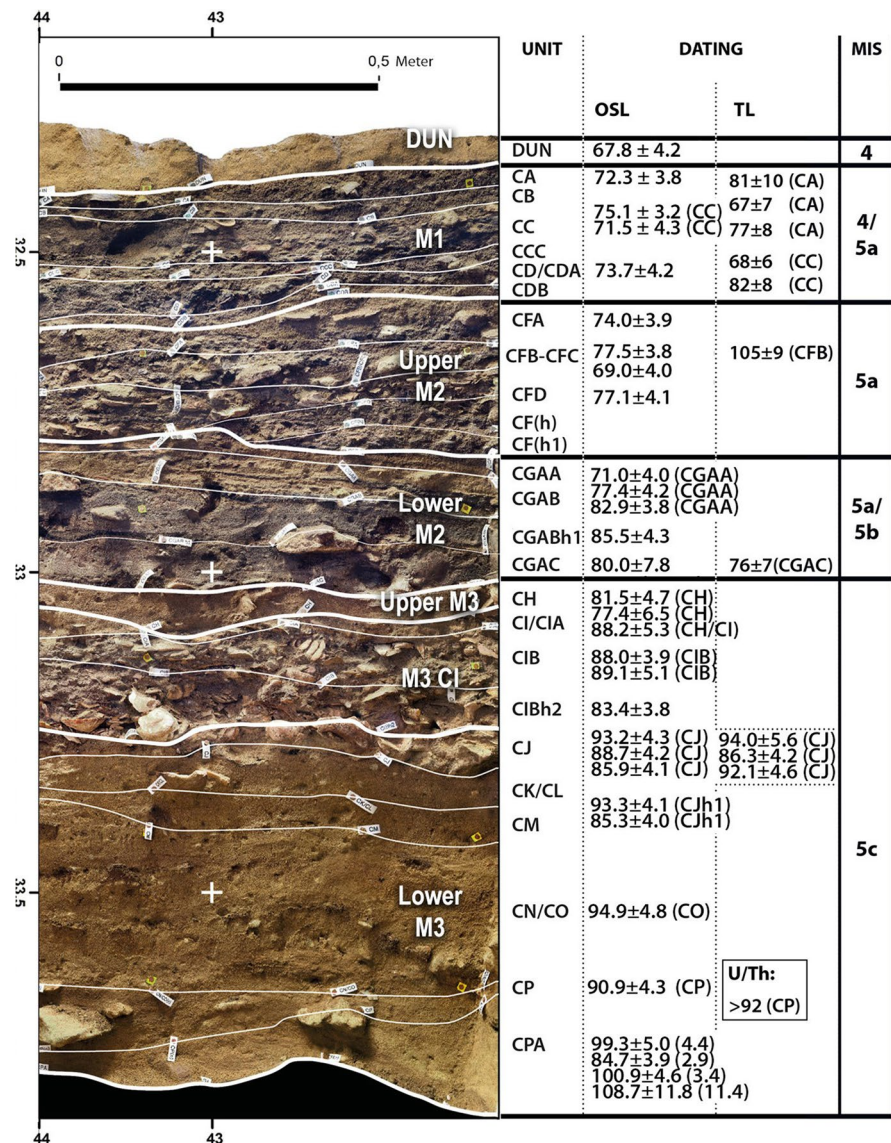 44 43
0 0,5 Meter
UNIT DATING MIS
OSL TL
DUN
DUN 67.8 ± 4.2 4
CA 72.3 ± 3.8 81±10 (CA)
CB 67±7 (CA)
75.1 ± 3.2 (CC)
CC 71.5 ± 4.3 (CC) 77±8 (CA)
4/
5a
M1
32.5
CCC 68±6 (CC)
CD/CDA 73.7±4.2
CDB 82±8 (CC)
CFA 74.0±3.9
CFB-CFC 77.5±3.8 105±9 (CFB)
69.0±4.0
Upper
M2
5a
CFD 77.1±4.1
CF(h)
CF(h1)
CGAA 71.0±4.0 (CGAA)
77.4±4.2 (CGAA)
CGAB 82.9±3.8 (CGAA)
5a/
5b
Lower
M2
CGABh1 85.5±4.3
CGAC 80.0±7.8 76±7(CGAC)
33
Upper M3
CH 81.5±4.7 (CH)
77.4±6.5 (CH)
CI/CIA 88.2±5.3 (CH/CI)
CIB 88.0±3.9 (CIB)
89.1±5.1 (CIB)
M3 CI
CIBh2 83.4±3.8
93.2±4.3 (CJ) 94.0±5.6 (CJ)
CJ 88.7±4.2 (CJ) 86.3±4.2 (CJ)
85.9±4.1 (CJ) 92.1±4.6 (CJ)
CK/CL
93.3±4.1 (CJh1)
CM 85.3±4.0 (CJh1)
5c
33.5
Lower
M3
CN/CO 94.9±4.8 (CO)
U/Th:
CP 90.9±4.3 (CP) >92 (CP)
CPA 99.3±5.0 (4.4)
84.7±3.9 (2.9)
100.9±4.6 (3.4)
108.7±11.8 (11.4)
44 43